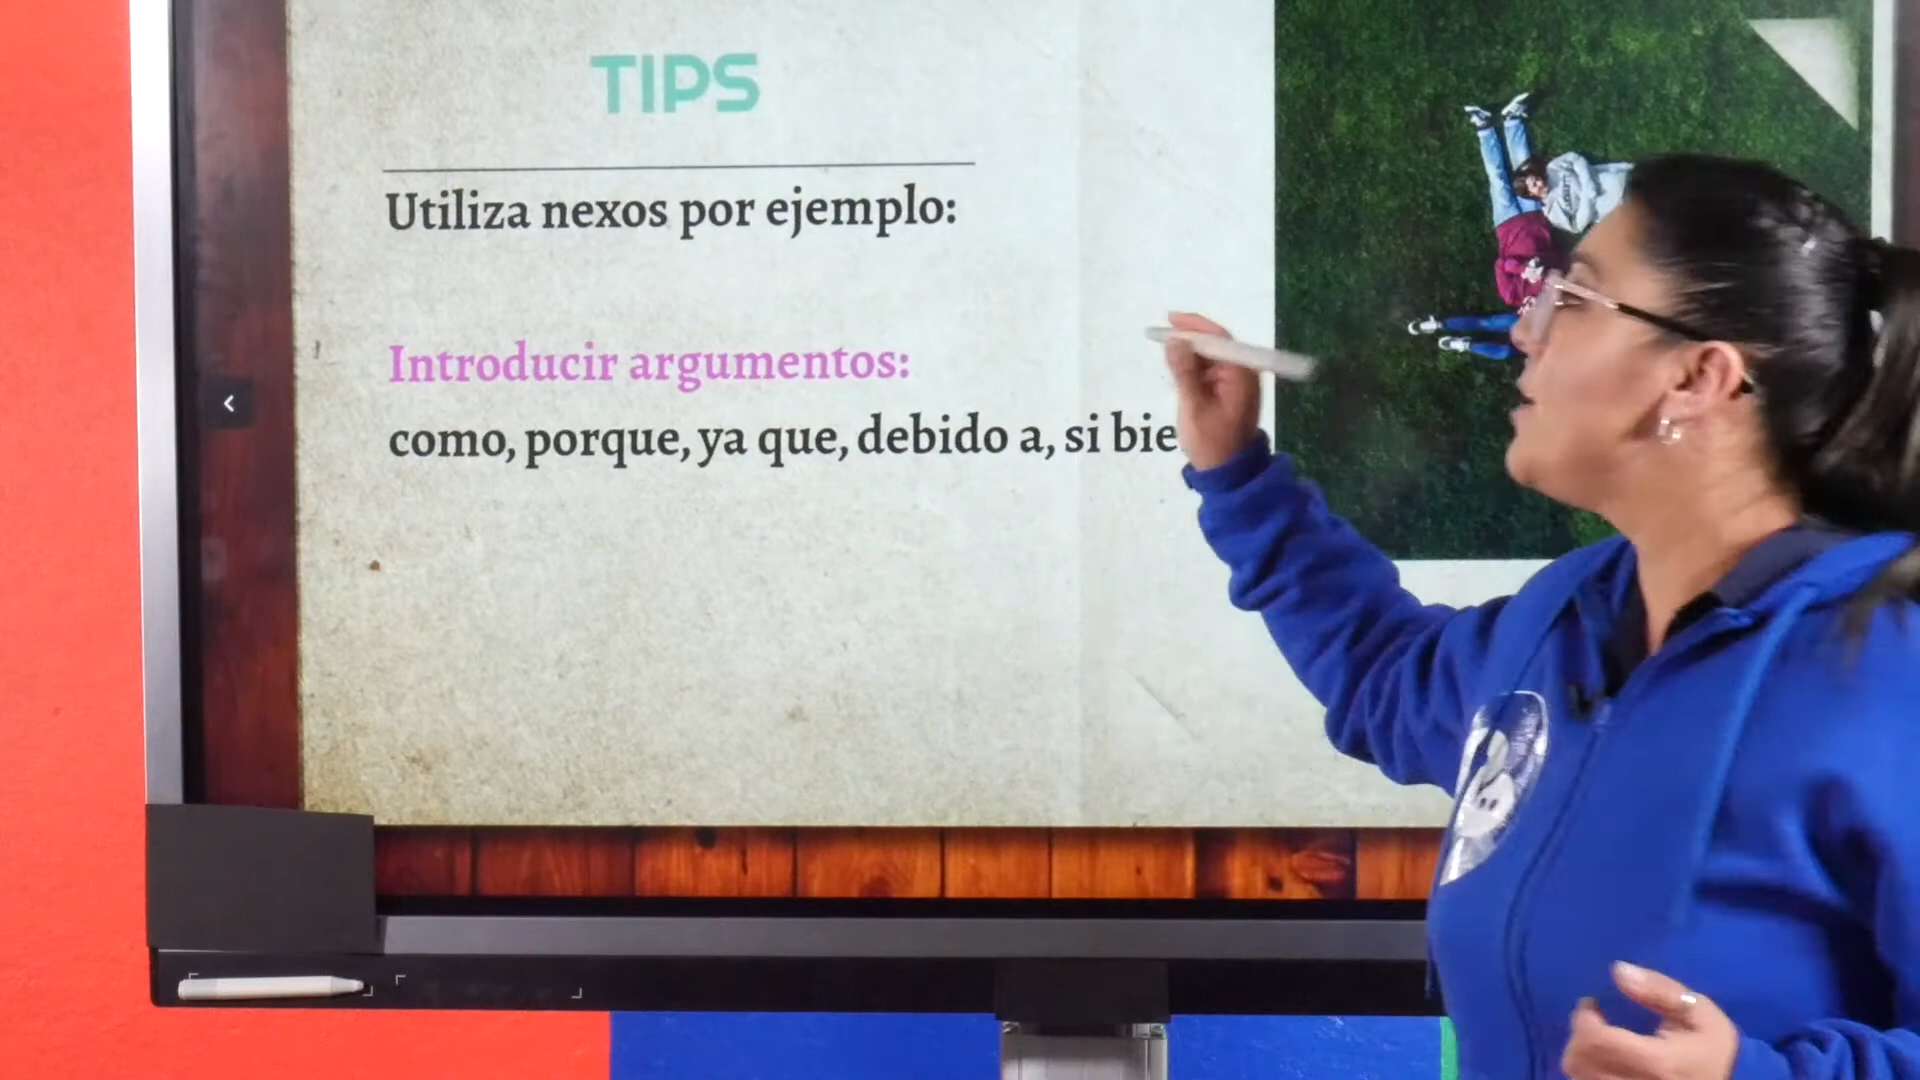 TIPS
Utiliza nexos por ejemplo:
Introducir argumentos:
como, porque, ya que, debido a, si bie